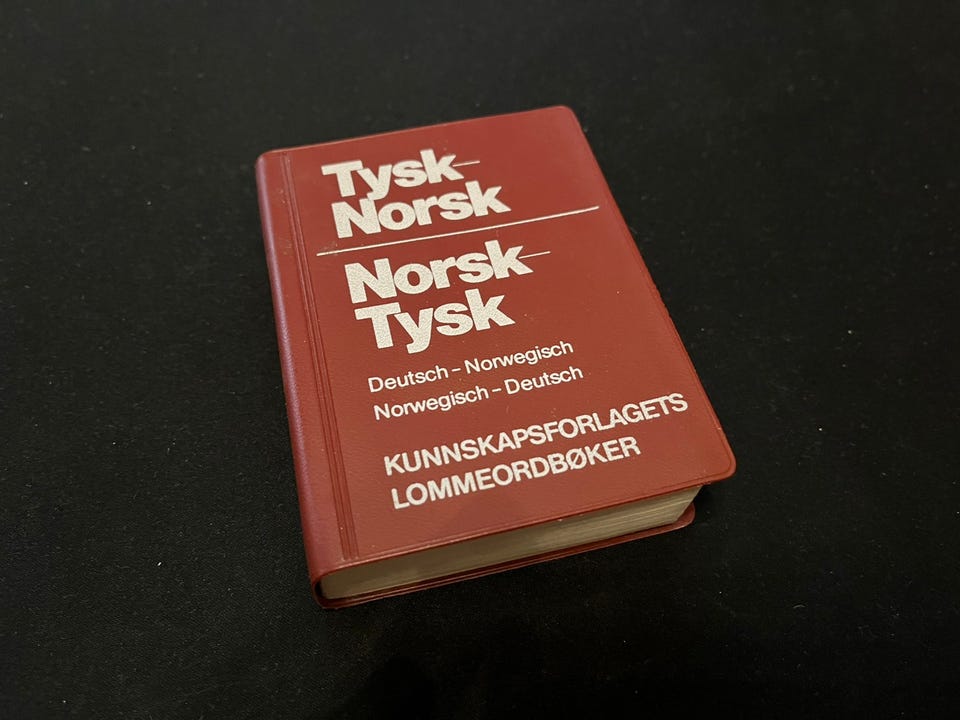 Tysk–
Norsk
Norsk–
Tysk
Deutsch – Norwegisch
Norwegisch – Deutsch
KUNNSKAPSFORLAGETS
LOMMEORDBØKER